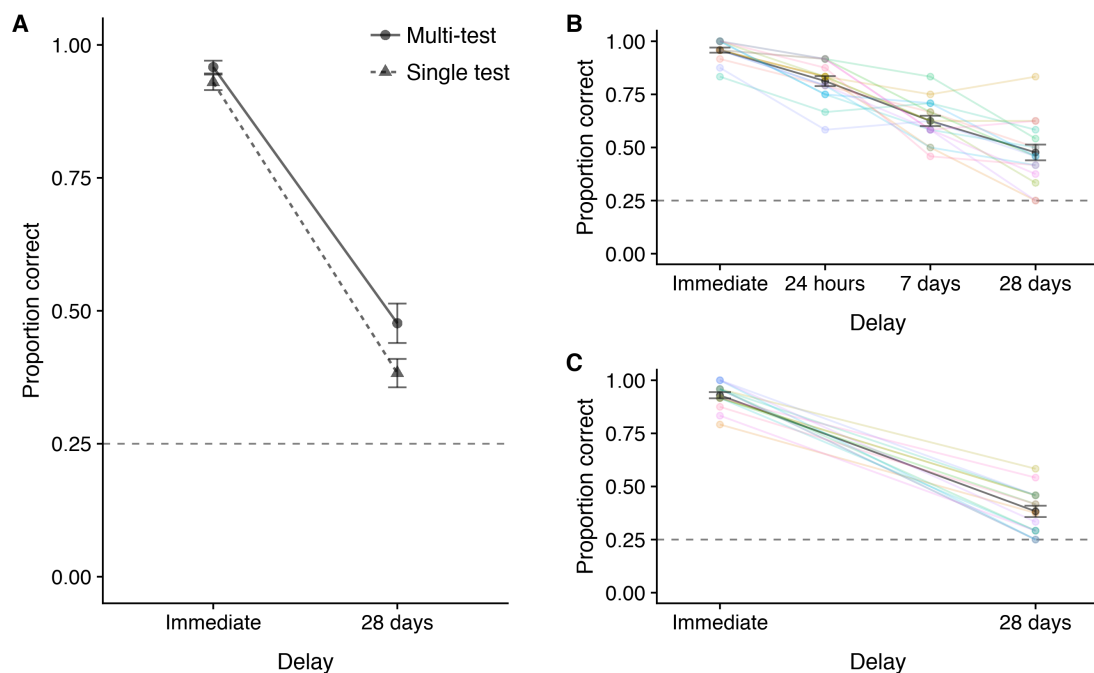 A
Multi-test
Single test
1.00
0.75
0.50
0.25
0.00
Proportion correct
Immediate
28 days
Delay
B
1.00
0.75
0.50
0.25
0.00
Proportion correct
Immediate
24 hours
7 days
28 days
Delay
C
1.00
0.75
0.50
0.25
0.00
Proportion correct
Immediate
28 days
Delay